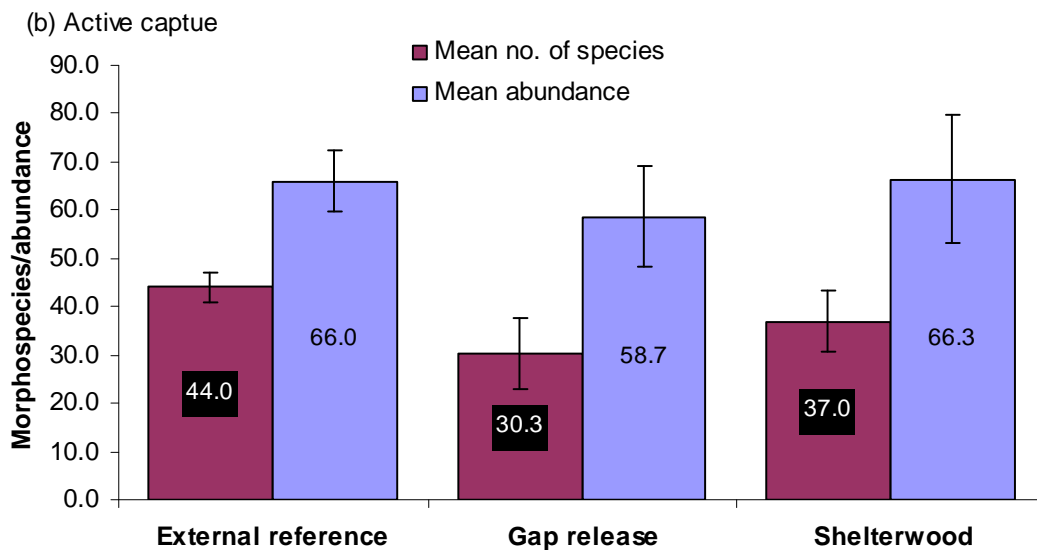 (b) Active captue
Mean no. of species
Mean abundance
Morphospecies/abundance
90.0
80.0
70.0
60.0
50.0
40.0
30.0
20.0
10.0
0.0
44.0
66.0
30.3
58.7
37.0
66.3
External reference
Gap release
Shelterwood